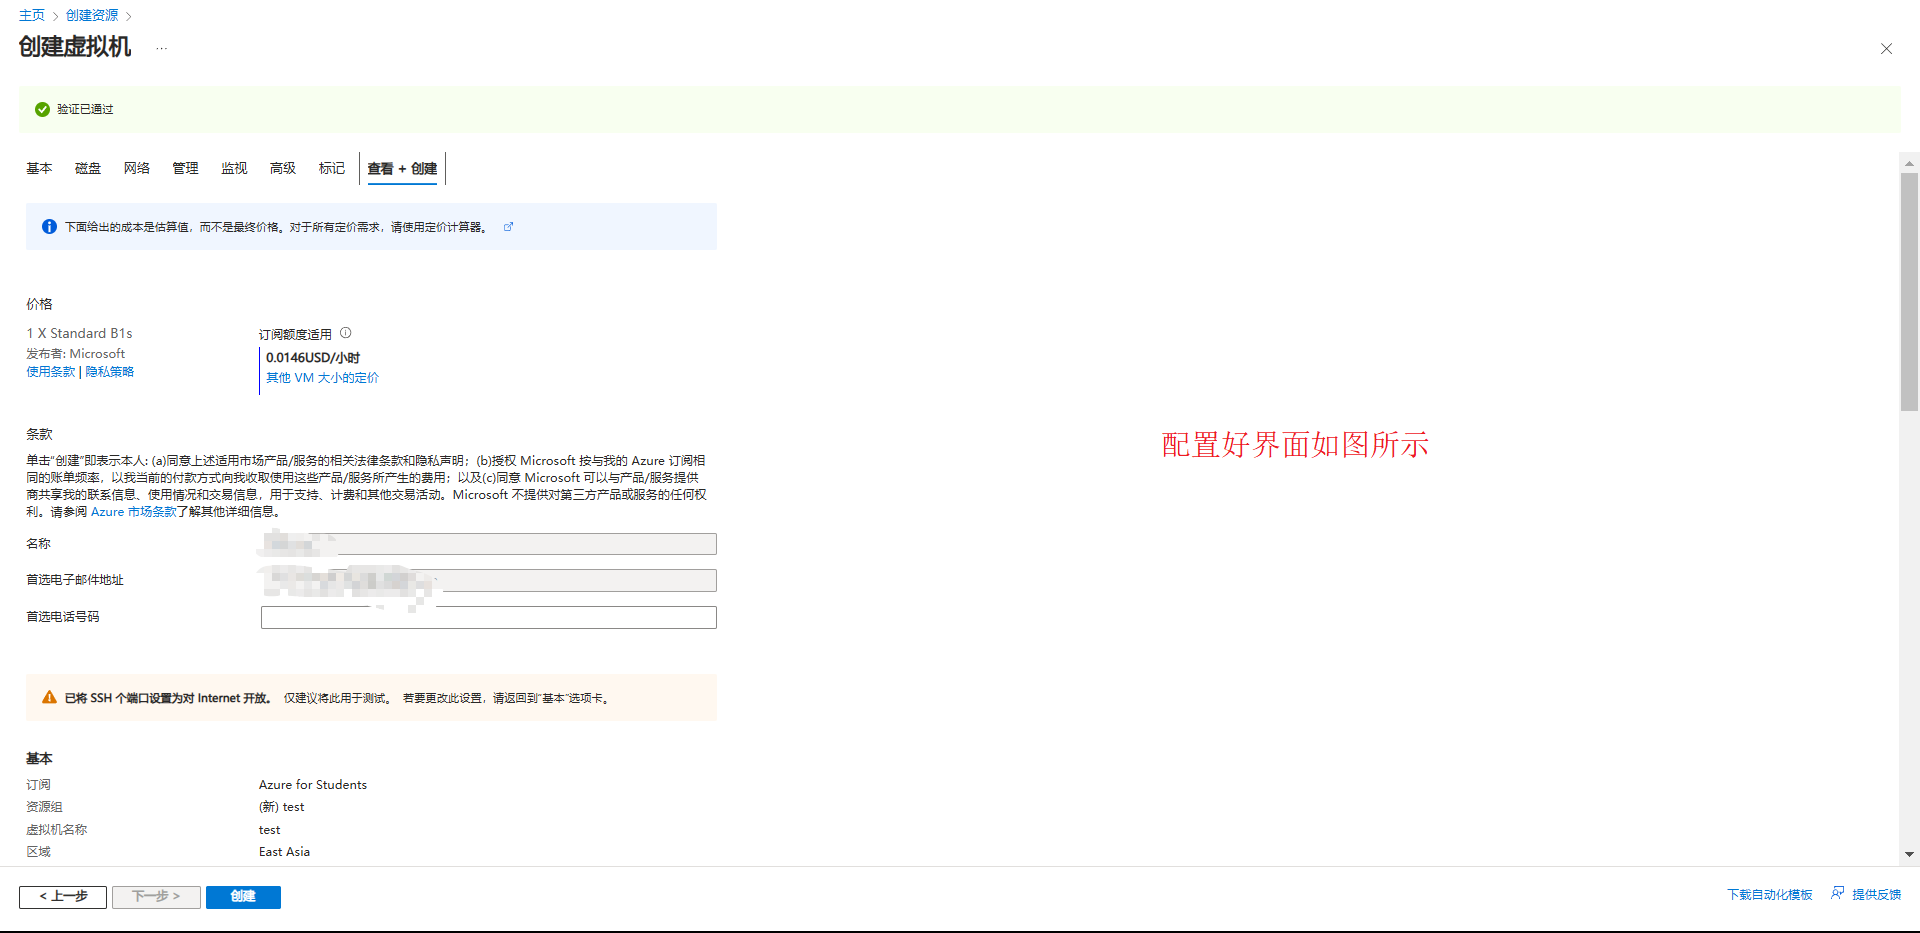 主页 > 创建资源 >
创建虚拟机 ...
验证已通过
基本 磁盘 网络 管理 监视 高级 标记 查看 + 创建
下面给出的成本是估算值，而不是最终价格。对于所有定价需求，请使用定价计算器。
价格
1 X Standard B1s
发布者: Microsoft
使用条款 | 隐私策略
订阅额度适用
0.0146USD/小时
其他 VM 大小的定价
条款
单击“创建”即表示本人: (a)同意上述适用市场产品/服务的相关法律条款和隐私声明；(b)授权 Microsoft 按与我的 Azure 订阅相
同的账单频率，以我当前的付款方式向我收取使用这些产品/服务所产生的费用；以及(c)同意 Microsoft 可以与产品/服务提供
商共享我的联系信息、使用情况和交易信息，用于支持、计费和其他交易活动。Microsoft 不提供对第三方产品或服务的任何权
利。请参阅 Azure 市场条款了解其他详细信息。
名称
首选电子邮件地址
首选电话号码
配置好界面如图所示
已将 SSH 个端口设置为对 Internet 开放。 仅建议将此用于测试。 若要更改此设置，请返回到“基本”选项卡。
基本
订阅 Azure for Students
资源组 (新) test
虚拟机名称 test
区域 East Asia
< 上一步 下一步 > 创建 下载自动化模板 提供反馈